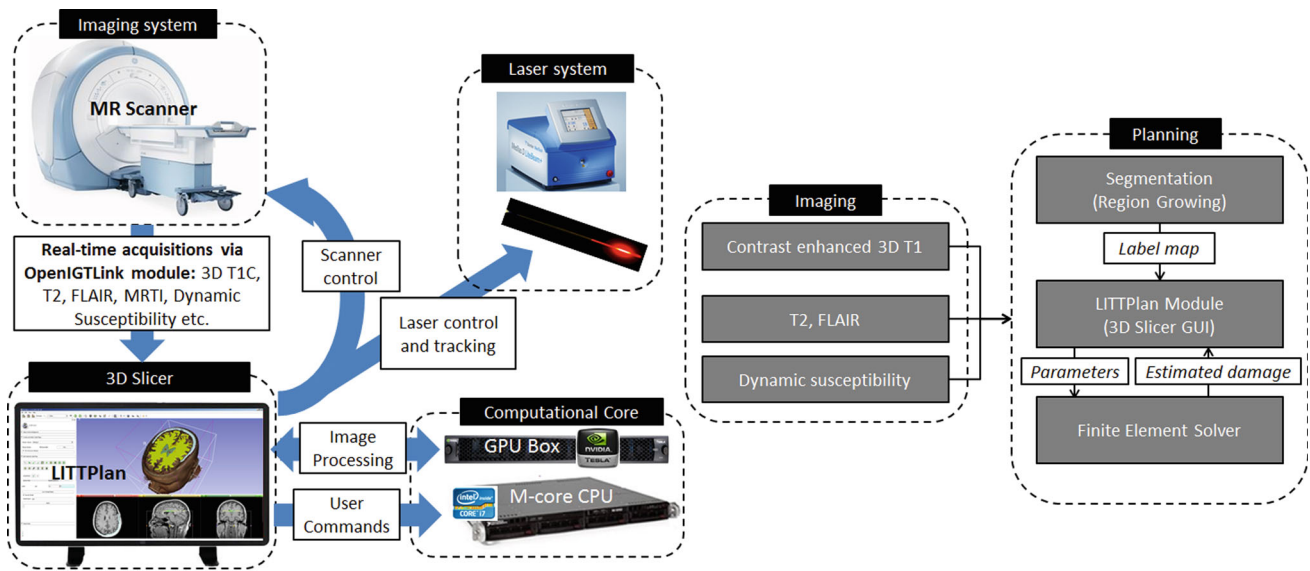 Imaging system
MR Scanner
Real-time acquisitions via
OpenIGTLink module: 3D T1C,
T2, FLAIR, MRTI, Dynamic
Susceptibility etc.
3D Slicer
LITTPlan
Scanner
control
Laser system
Laser control
and tracking
Image
Processing
User
Commands
Computational Core
GPU Box
NVIDIA
TESLA
M-core CPU
intel inside
CORE i7
Imaging
Contrast enhanced 3D T1
T2, FLAIR
Dynamic susceptibility
Planning
Segmentation
(Region Growing)
Label map
LITTPlan Module
(3D Slicer GUI)
Parameters
Estimated damage
Finite Element Solver